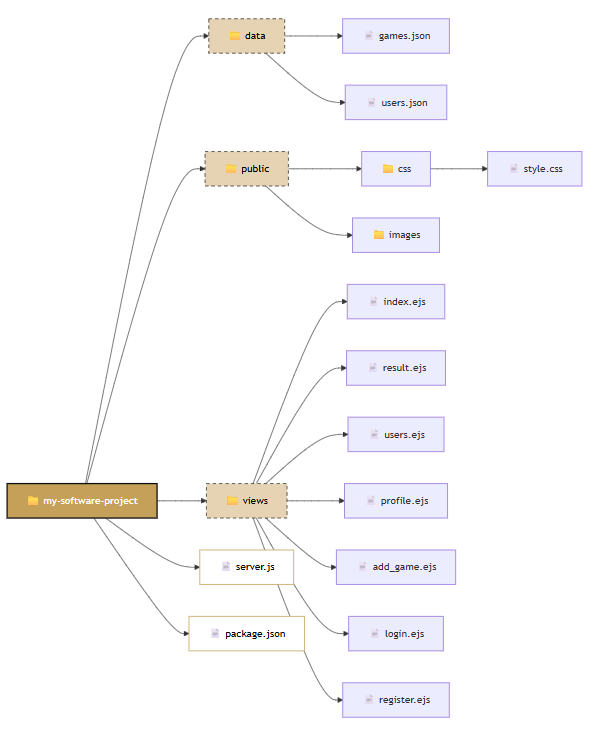 data
games.json
users.json
public
css
style.css
images
index.ejs
result.ejs
users.ejs
my-software-project
views
profile.ejs
server.js
add_game.ejs
package.json
login.ejs
register.ejs